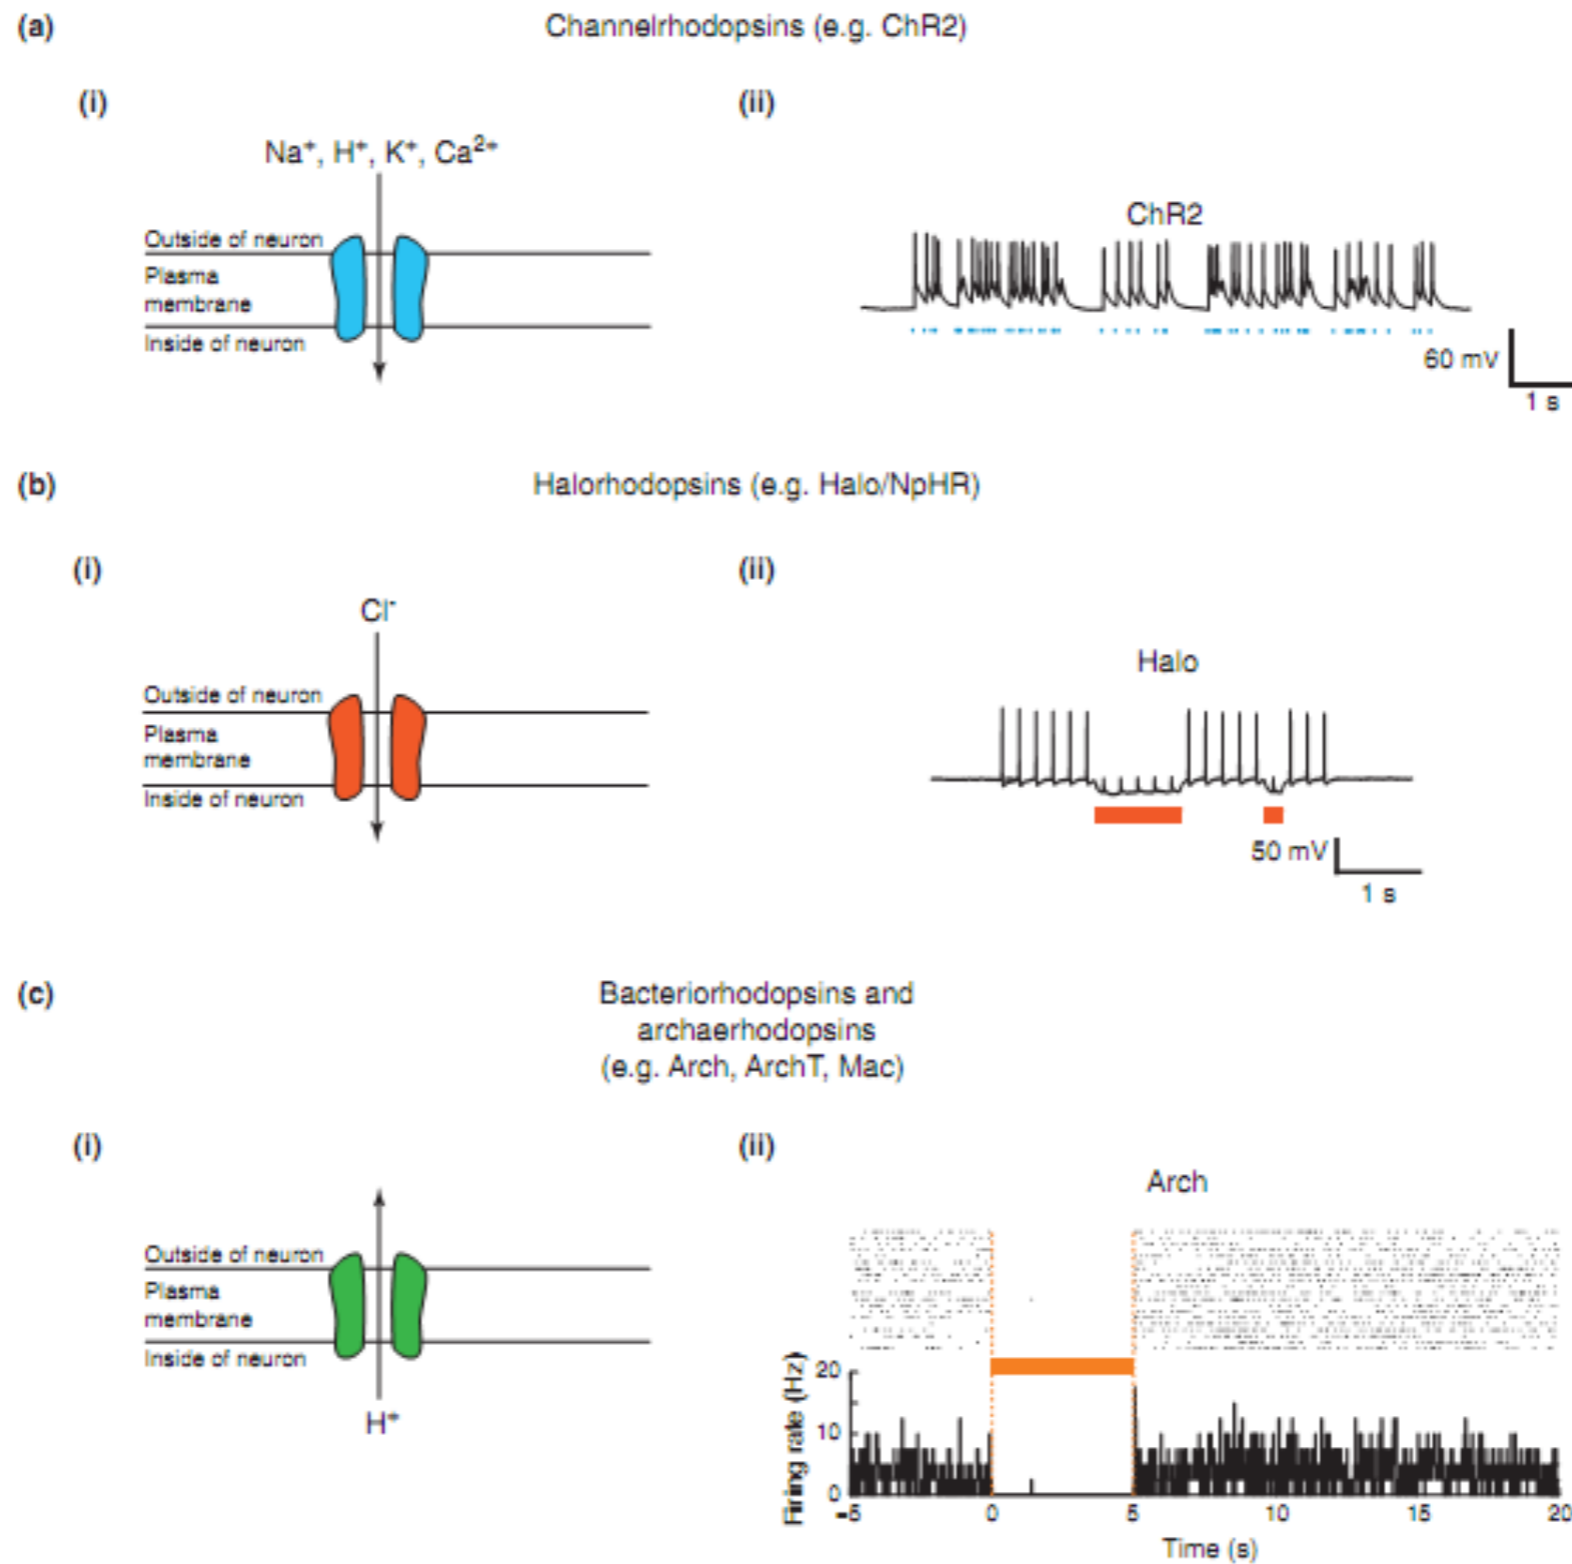 (a)
Channelrhodopsins (e.g. ChR2)
(i)
Na⁺, H⁺, K⁺, Ca²⁺
Outside of neuron
Plasma
membrane
Inside of neuron
(ii)
ChR2
60 mV
1 s
(b)
Halorhodopsins (e.g. Halo/NpHR)
(i)
Cl⁻
Outside of neuron
Plasma
membrane
Inside of neuron
(ii)
Halo
50 mV
1 s
(c)
Bacteriorhodopsins and
archaerhodopsins
(e.g. Arch, ArchT, Mac)
(i)
Outside of neuron
Plasma
membrane
Inside of neuron
H⁺
(ii)
Arch
Firing rate (Hz)
20
10
0
-5 0 5 10 15 20
Time (s)